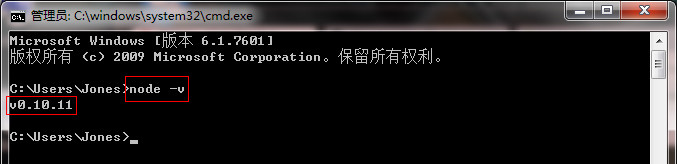 管理员: C:\windows\system32\cmd.exe
Microsoft Windows [版本 6.1.7601]
版权所有 (c) 2009 Microsoft Corporation。保留所有权利。
C:\Users\Jones>node -v
v0.10.11
C:\Users\Jones>_